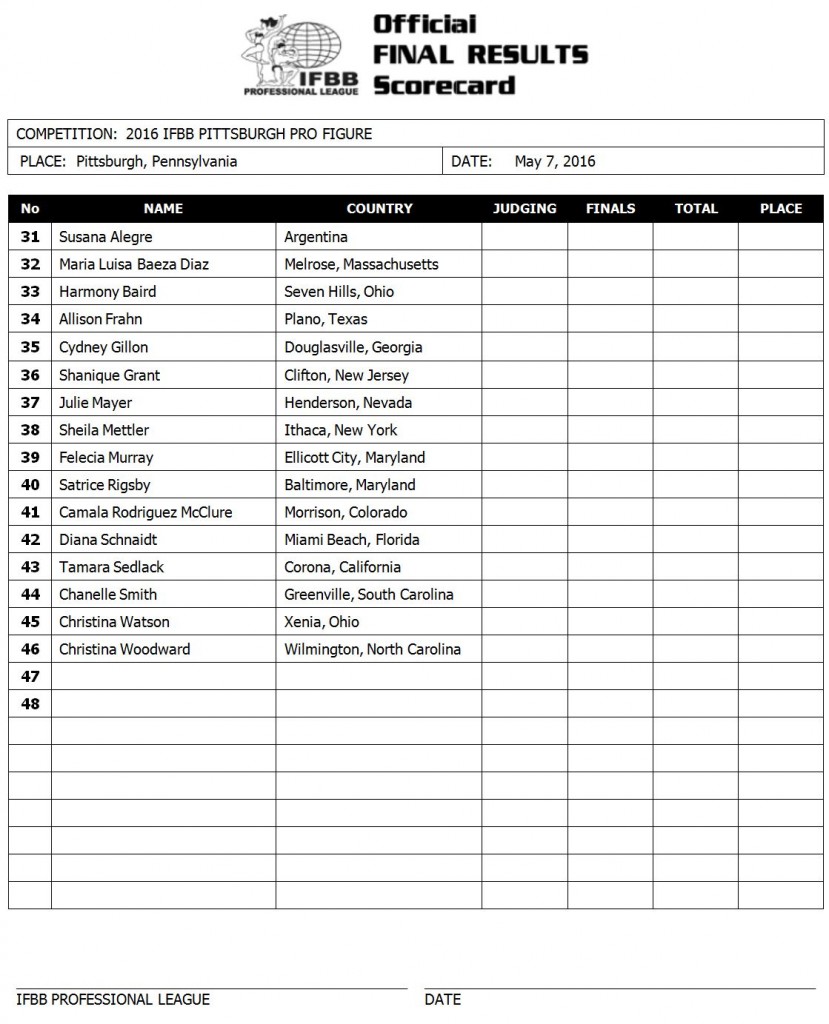 Official
FINAL RESULTS
Scorecard
IFBB
PROFESSIONAL LEAGUE
COMPETITION: 2016 IFBB PITTSBURGH PRO FIGURE
PLACE: Pittsburgh, Pennsylvania DATE: May 7, 2016
No NAME COUNTRY JUDGING FINALS TOTAL PLACE
31 Susana Alegre Argentina
32 Maria Luisa Baeza Diaz Melrose, Massachusetts
33 Harmony Baird Seven Hills, Ohio
34 Allison Frahn Plano, Texas
35 Cydney Gillon Douglasville, Georgia
36 Shanique Grant Clifton, New Jersey
37 Julie Mayer Henderson, Nevada
38 Sheila Mettler Ithaca, New York
39 Felecia Murray Ellicott City, Maryland
40 Satrice Rigsby Baltimore, Maryland
41 Camala Rodriguez McClure Morrison, Colorado
42 Diana Schnaidt Miami Beach, Florida
43 Tamara Sedlack Corona, California
44 Chanelle Smith Greenville, South Carolina
45 Christina Watson Xenia, Ohio
46 Christina Woodward Wilmington, North Carolina
47
48
IFBB PROFESSIONAL LEAGUE DATE